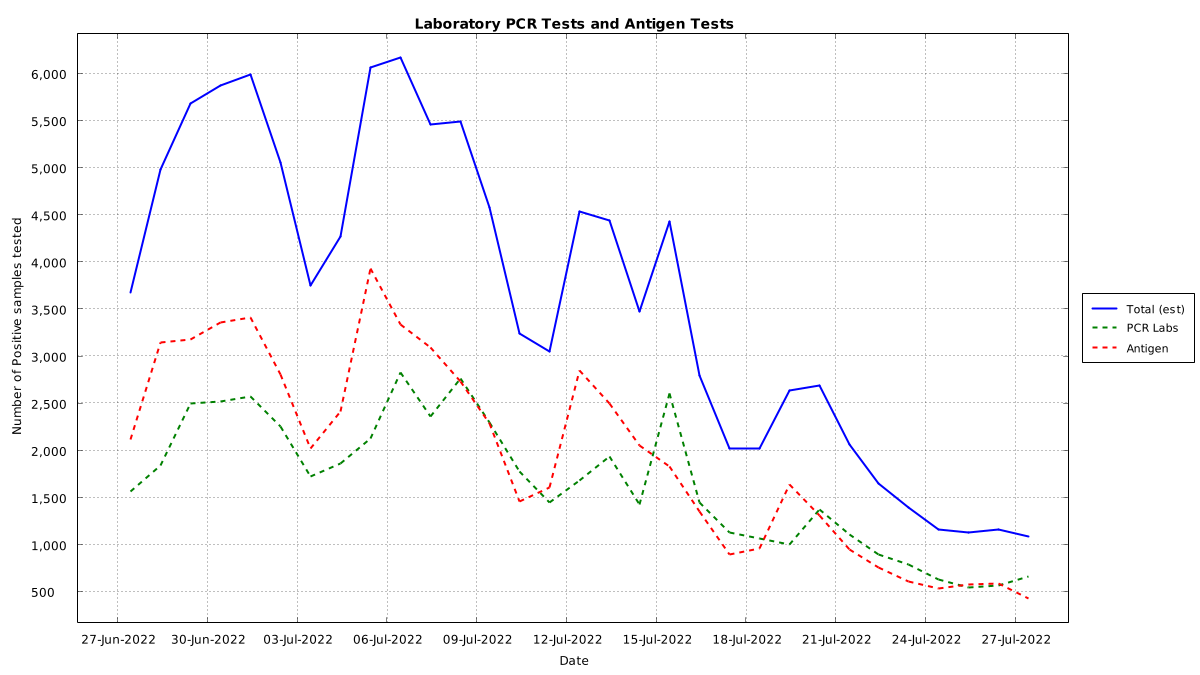 Laboratory PCR Tests and Antigen Tests
Number of Positive samples tested
6,000
5,500
5,000
4,500
4,000
3,500
3,000
2,500
2,000
1,500
1,000
500
27-Jun-2022 30-Jun-2022 03-Jul-2022 06-Jul-2022 09-Jul-2022 12-Jul-2022 15-Jul-2022 18-Jul-2022 21-Jul-2022 24-Jul-2022 27-Jul-2022
Date
Total (est)
PCR Labs
Antigen